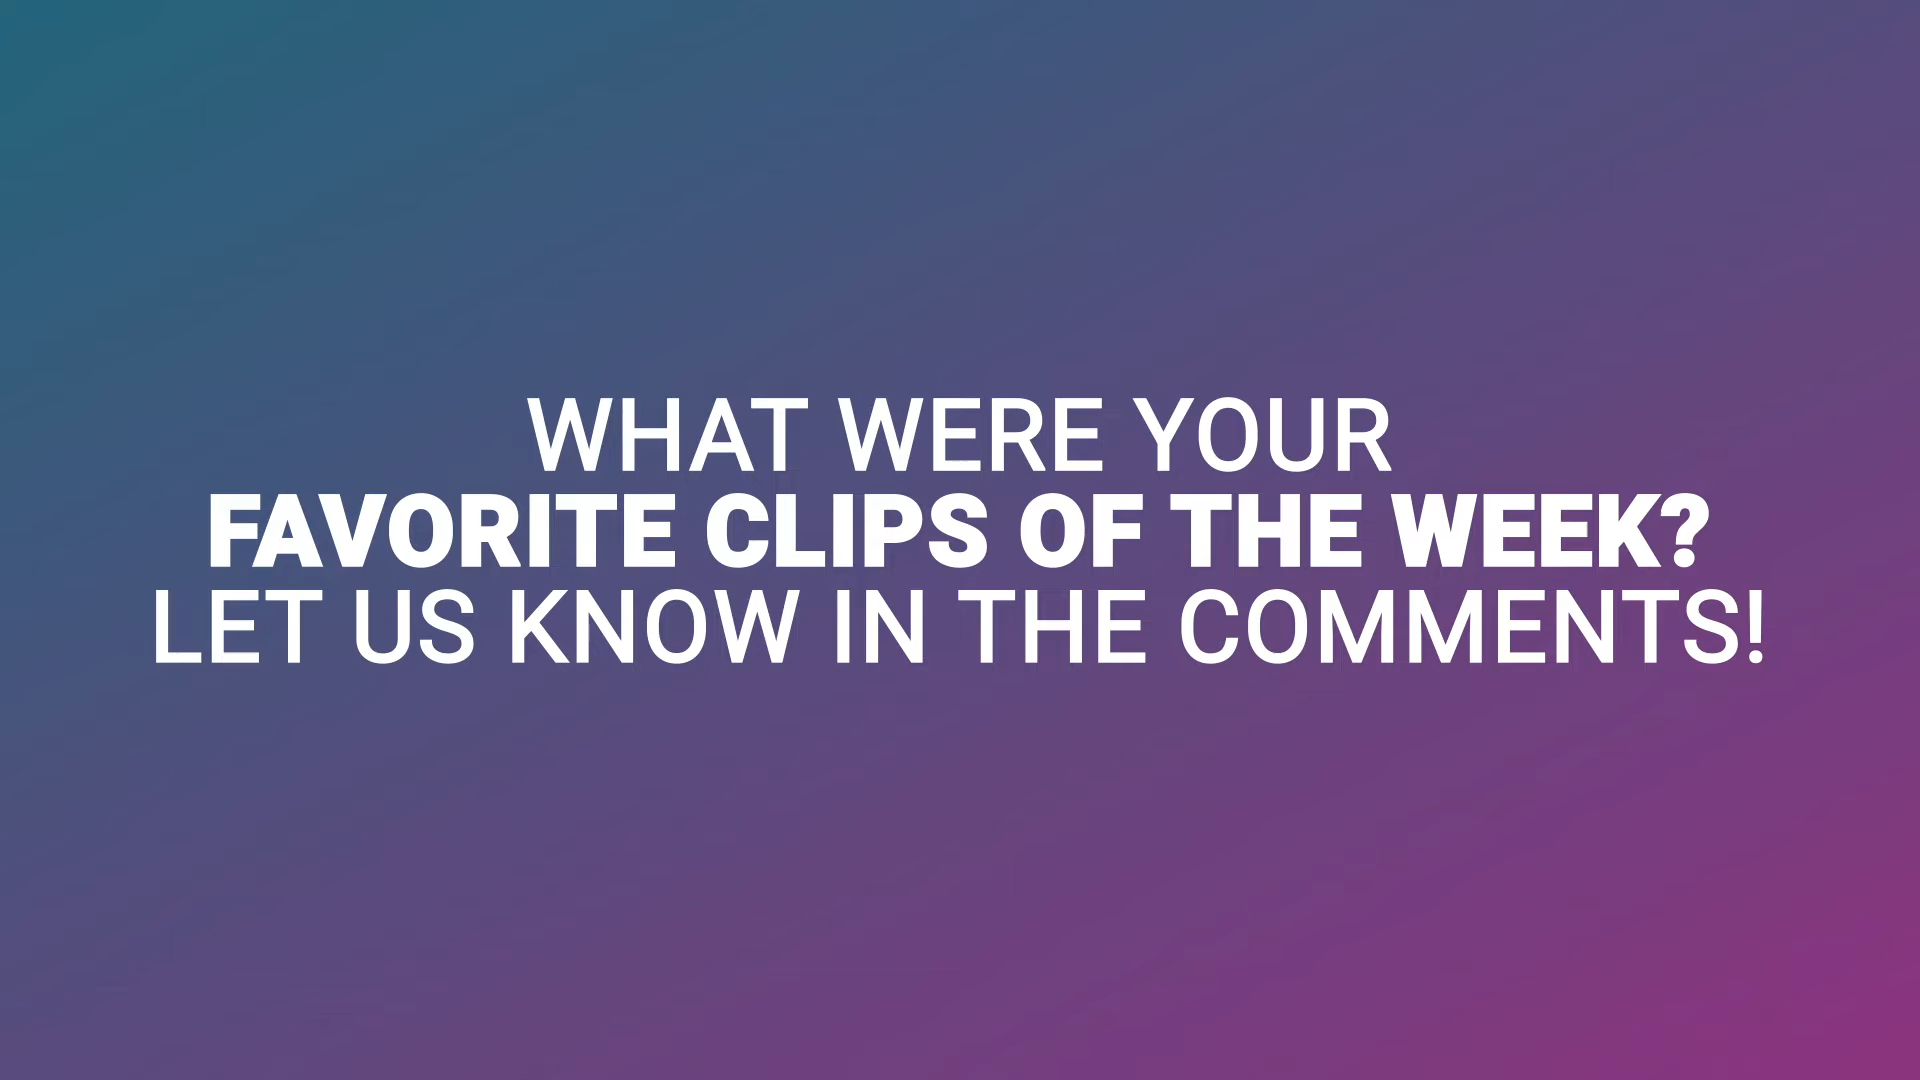 WHAT WERE YOUR
FAVORITE CLIPS OF THE WEEK?
LET US KNOW IN THE COMMENTS!